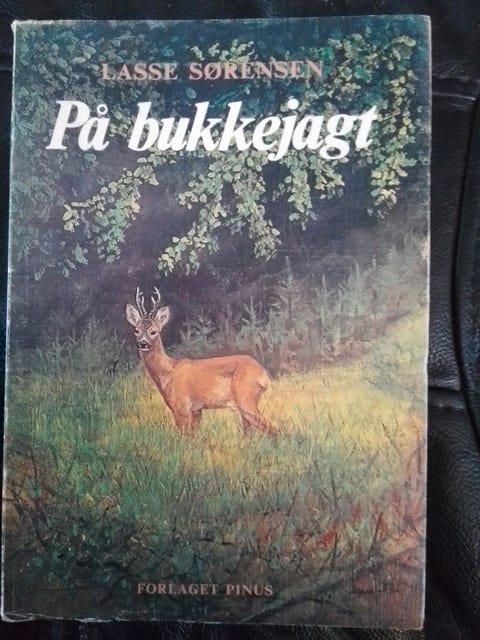 LASSE SØRENSEN
På bukkejagt
FORLAGET PINUS